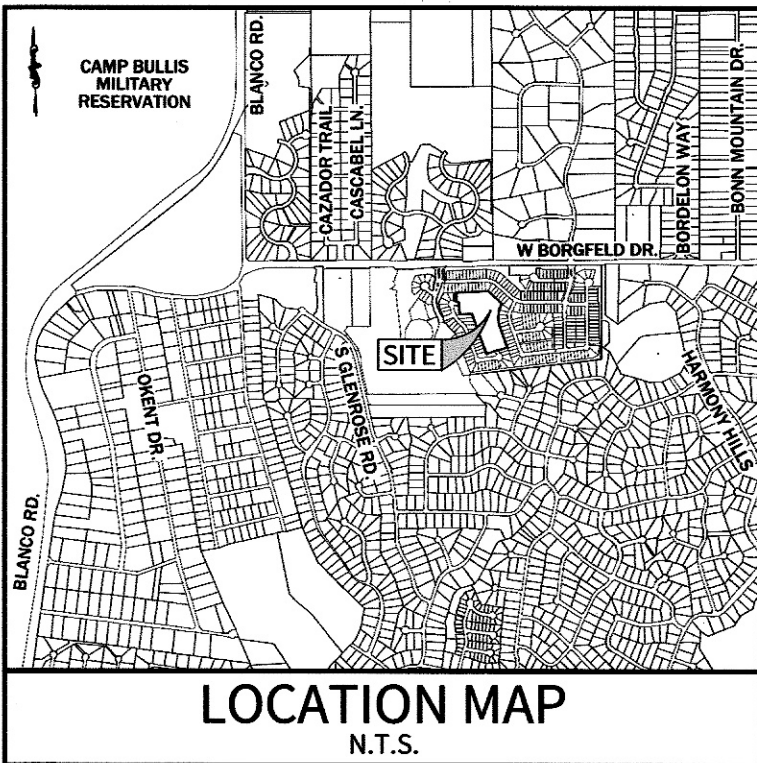 CAMP BULLIS
MILITARY
RESERVATION
BLANCO RD.
CAZADOR TRAIL
CASCABEL LN.
BORDELON WAY
BONN MOUNTAIN DR.
W BORGFELD DR.
SITE
S GLENROSE RD.
OKENT DR
HARMONY HILLS
BLANCO RD.
LOCATION MAP
N.T.S.